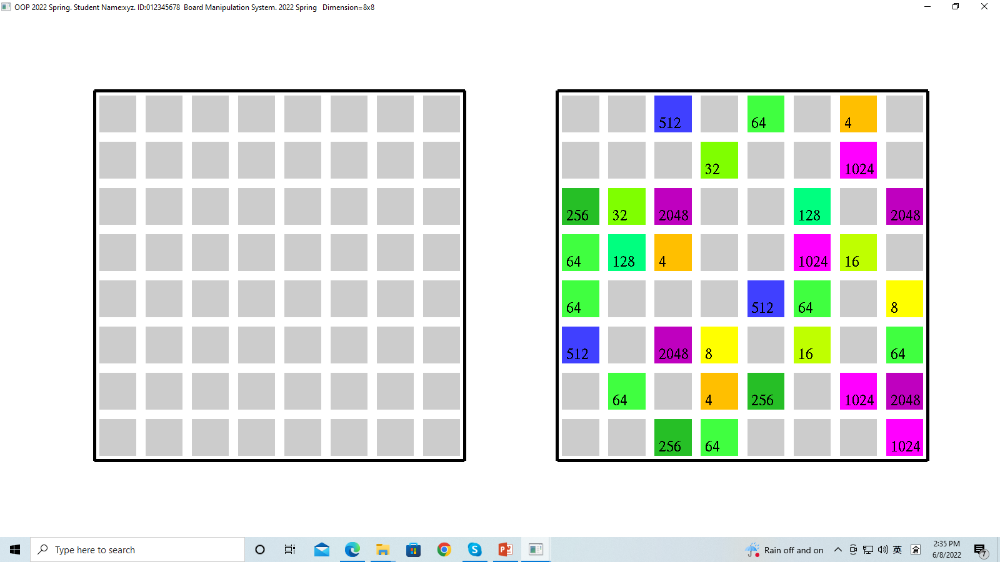 OOP 2022 Spring. Student Name:xyz. ID:012345678  Board Manipulation System. 2022 Spring   Dimension=8x8
512 64 4
32 1024
256 32 2048 128 2048
64 128 4 1024 16
64 512 64 8
512 2048 8 16 64
64 4 256 1024 2048
256 64 1024
Type here to search
Rain off and on
英
倉
2:35 PM
6/8/2022
7